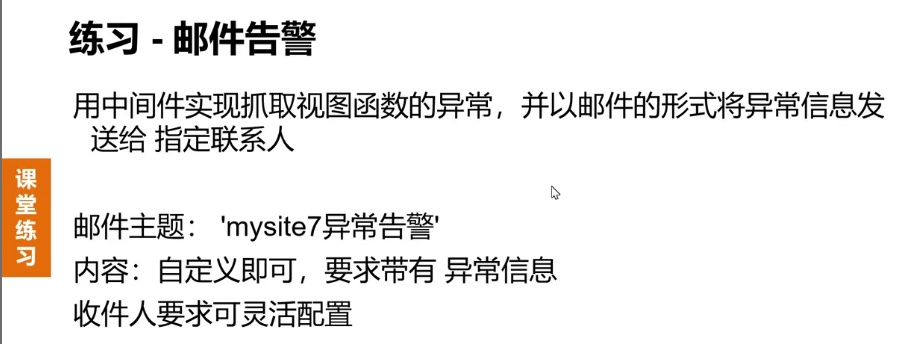 练习 - 邮件告警
用中间件实现抓取视图函数的异常，并以邮件的形式将异常信息发
送给 指定联系人
课堂练习
邮件主题： 'mysite7异常告警'
内容：自定义即可，要求带有 异常信息
收件人要求可灵活配置